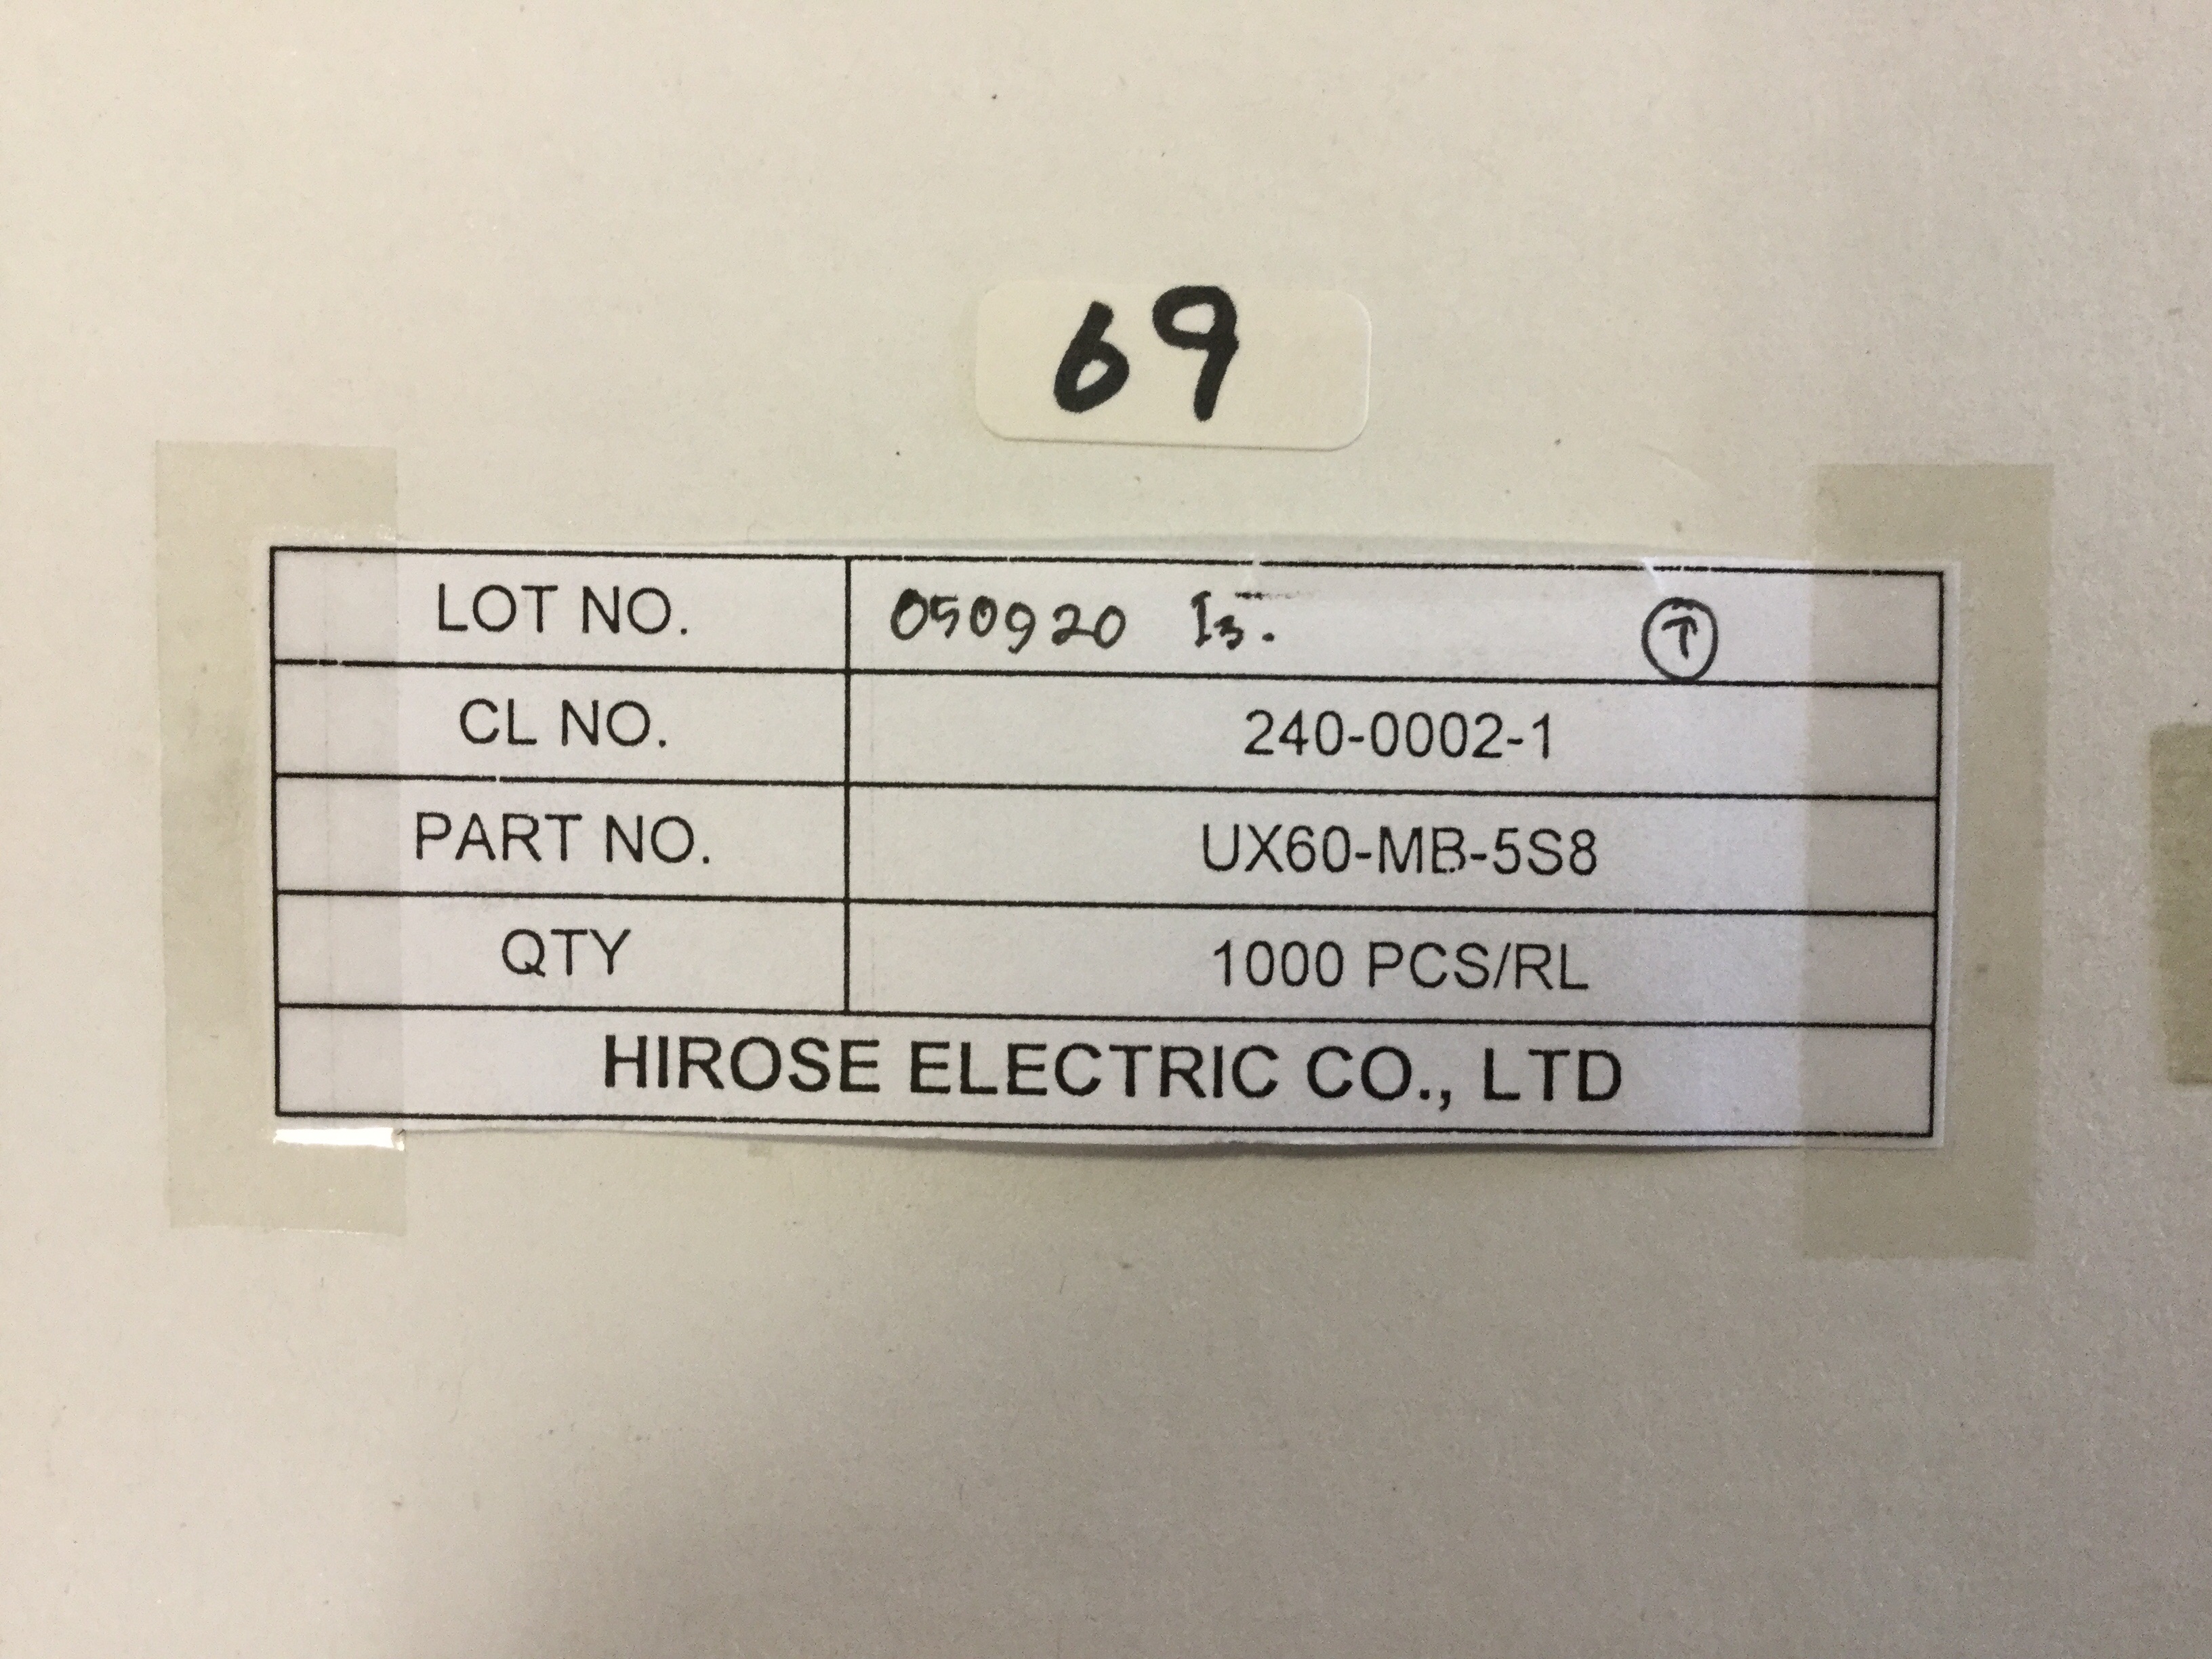 69
LOT NO. 050920 I3. T
CL NO. 240-0002-1
PART NO. UX60-MB-5S8
QTY 1000 PCS/RL
HIROSE ELECTRIC CO., LTD